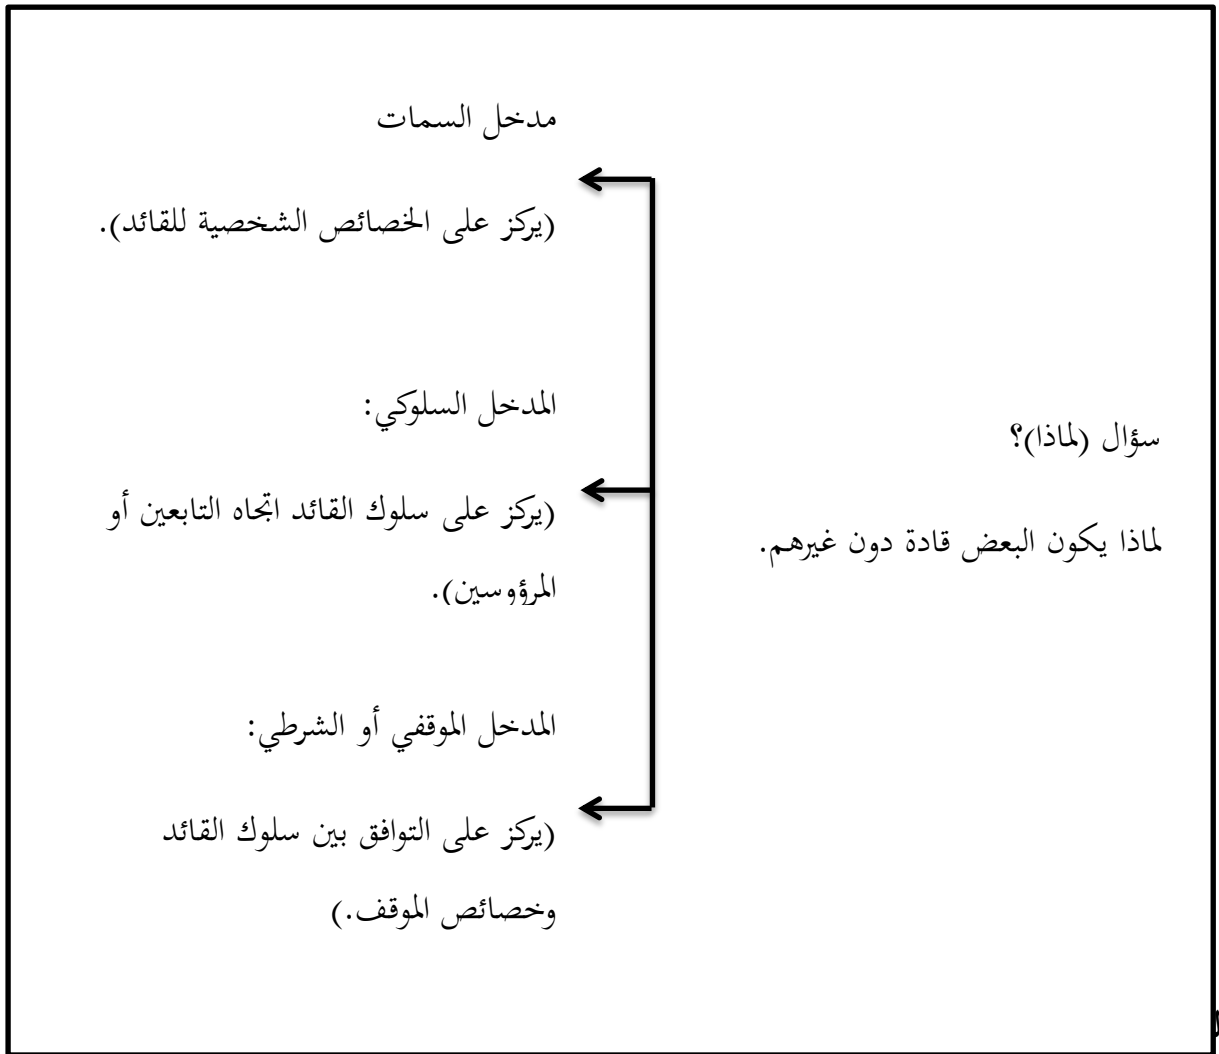 سؤال (لماذا)؟
لماذا يكون البعض قادة دون غيرهم.
مدخل السمات
(يركز على الخصائص الشخصية للقائد).
المدخل السلوكي:
(يركز على سلوك القائد اتجاه التابعين أو
المرؤوسين).
المدخل الموقفي أو الشرطي:
(يركز على التوافق بين سلوك القائد
وخصائص الموقف.)